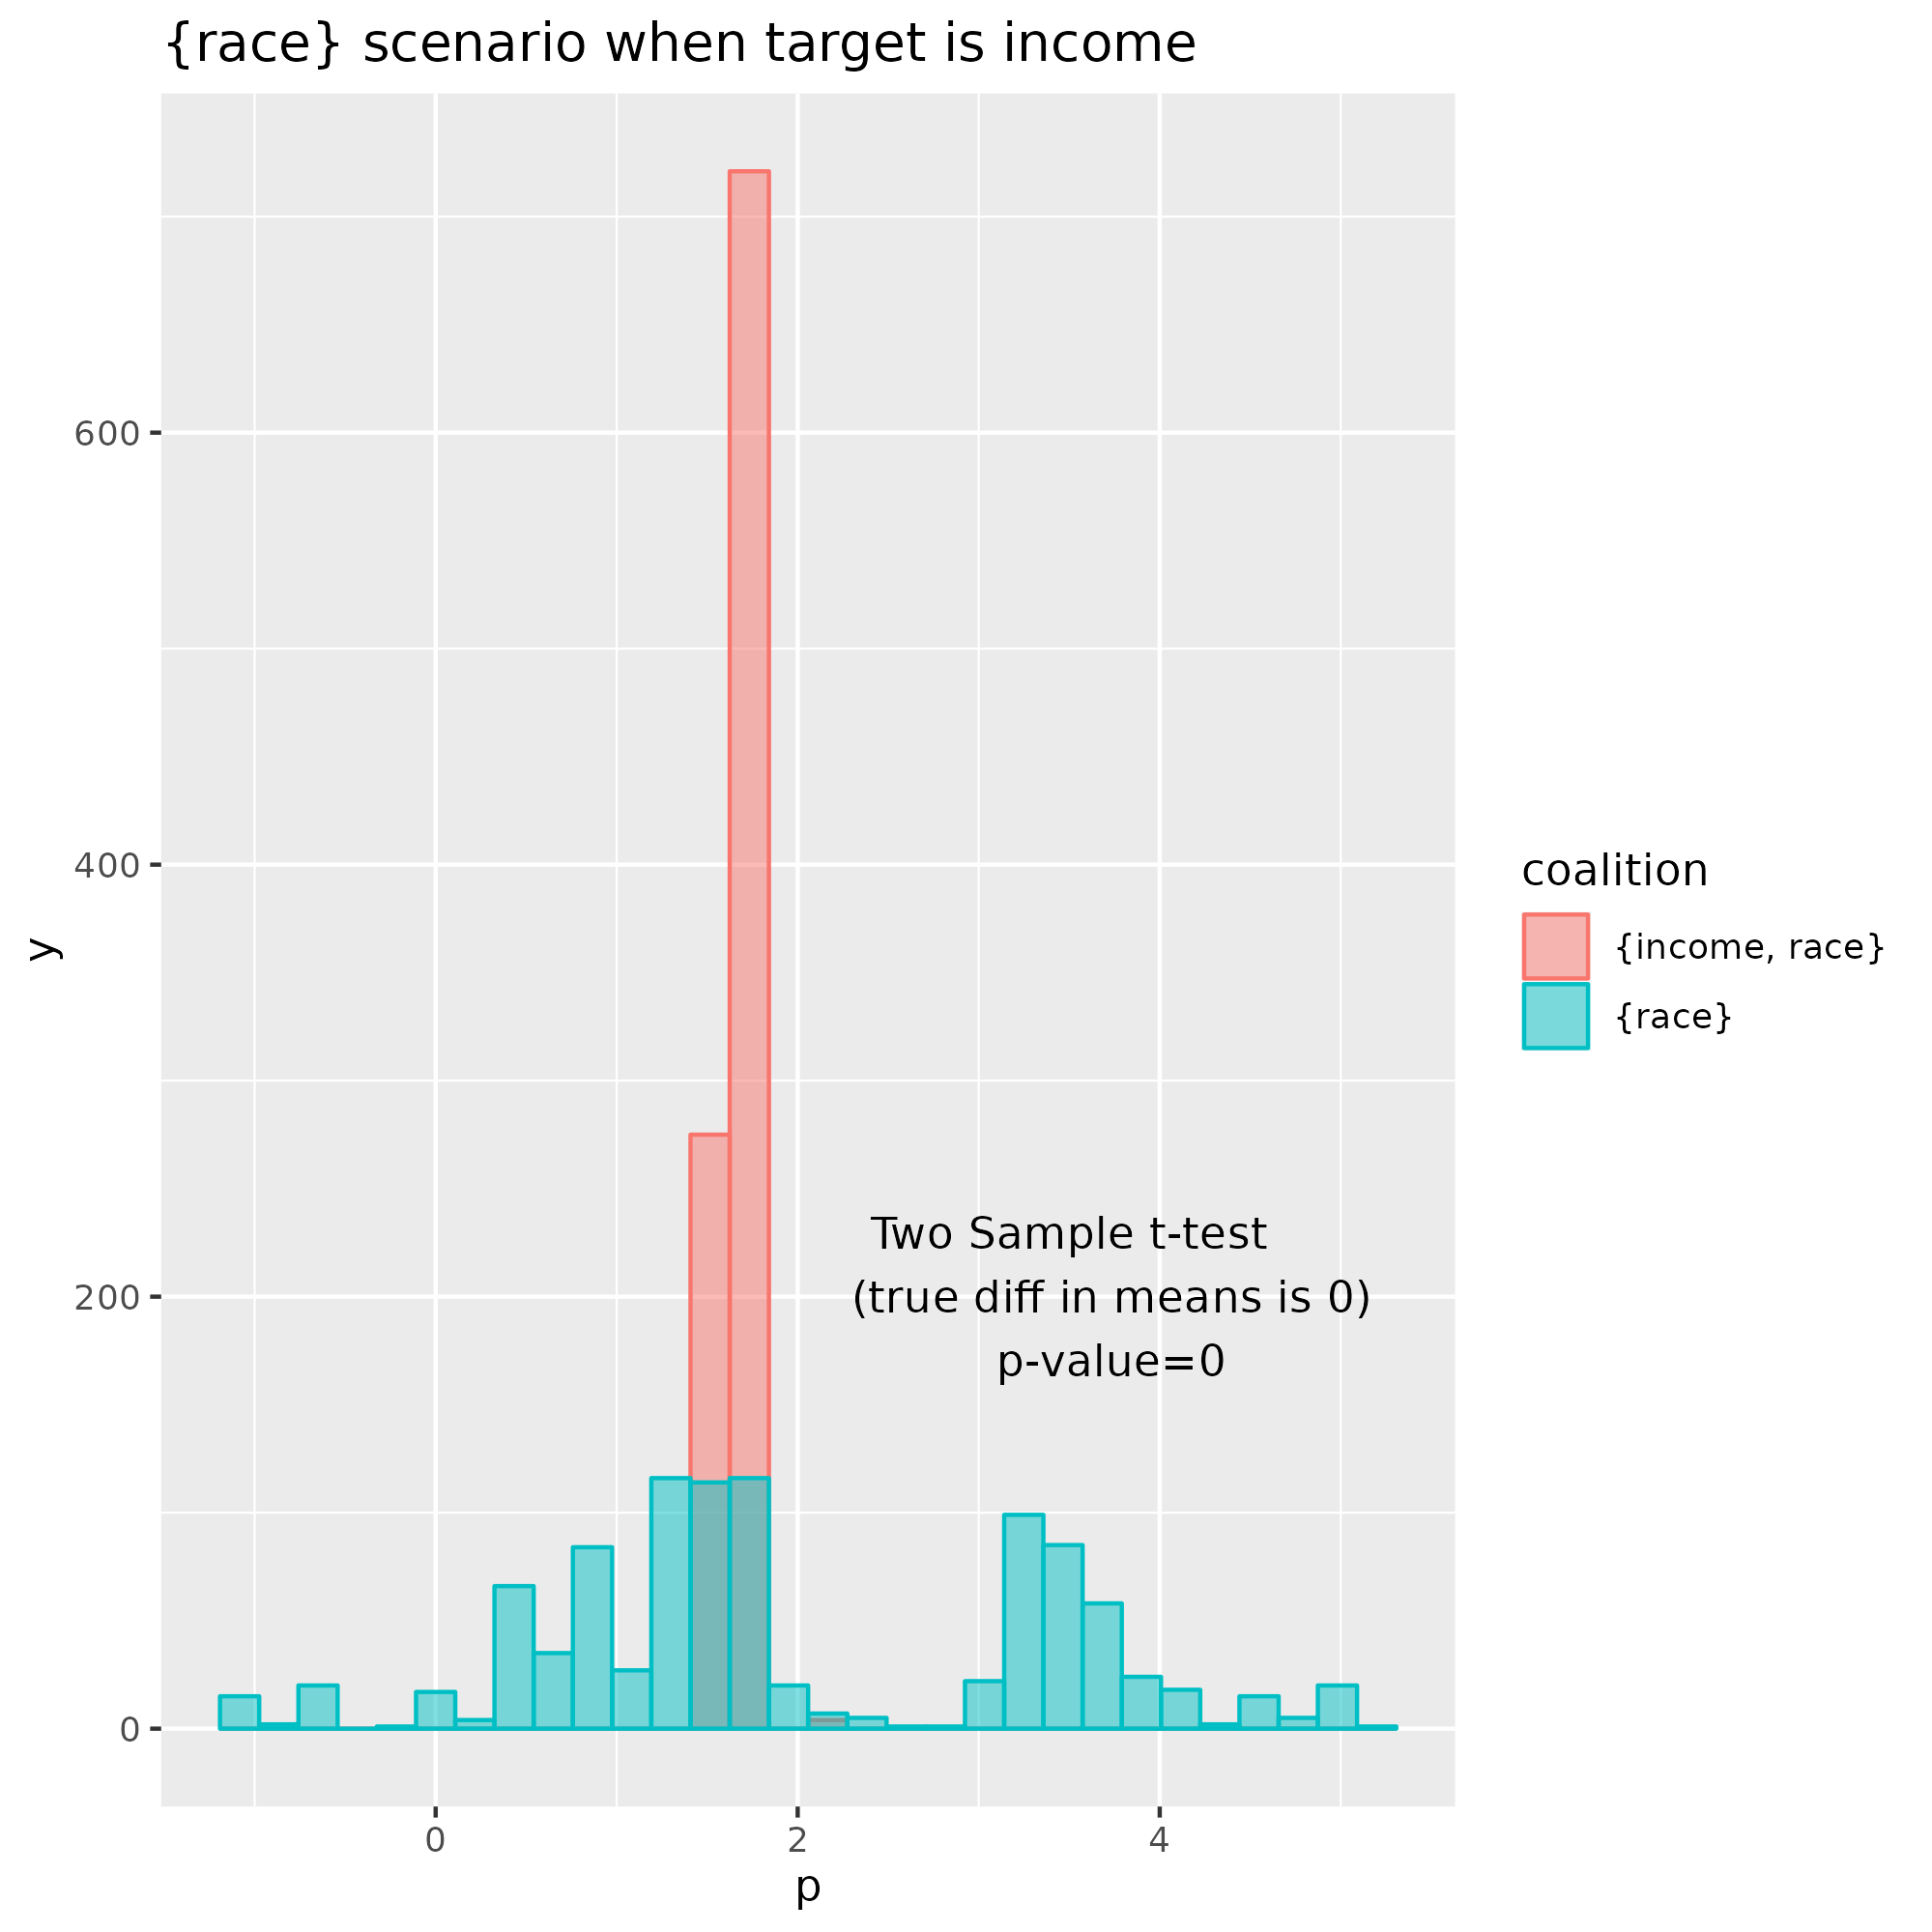 {race} scenario when target is income
600
400
200
0
y
0
2
4
p
Two Sample t-test
(true diff in means is 0)
p-value=0
coalition
{income, race}
{race}